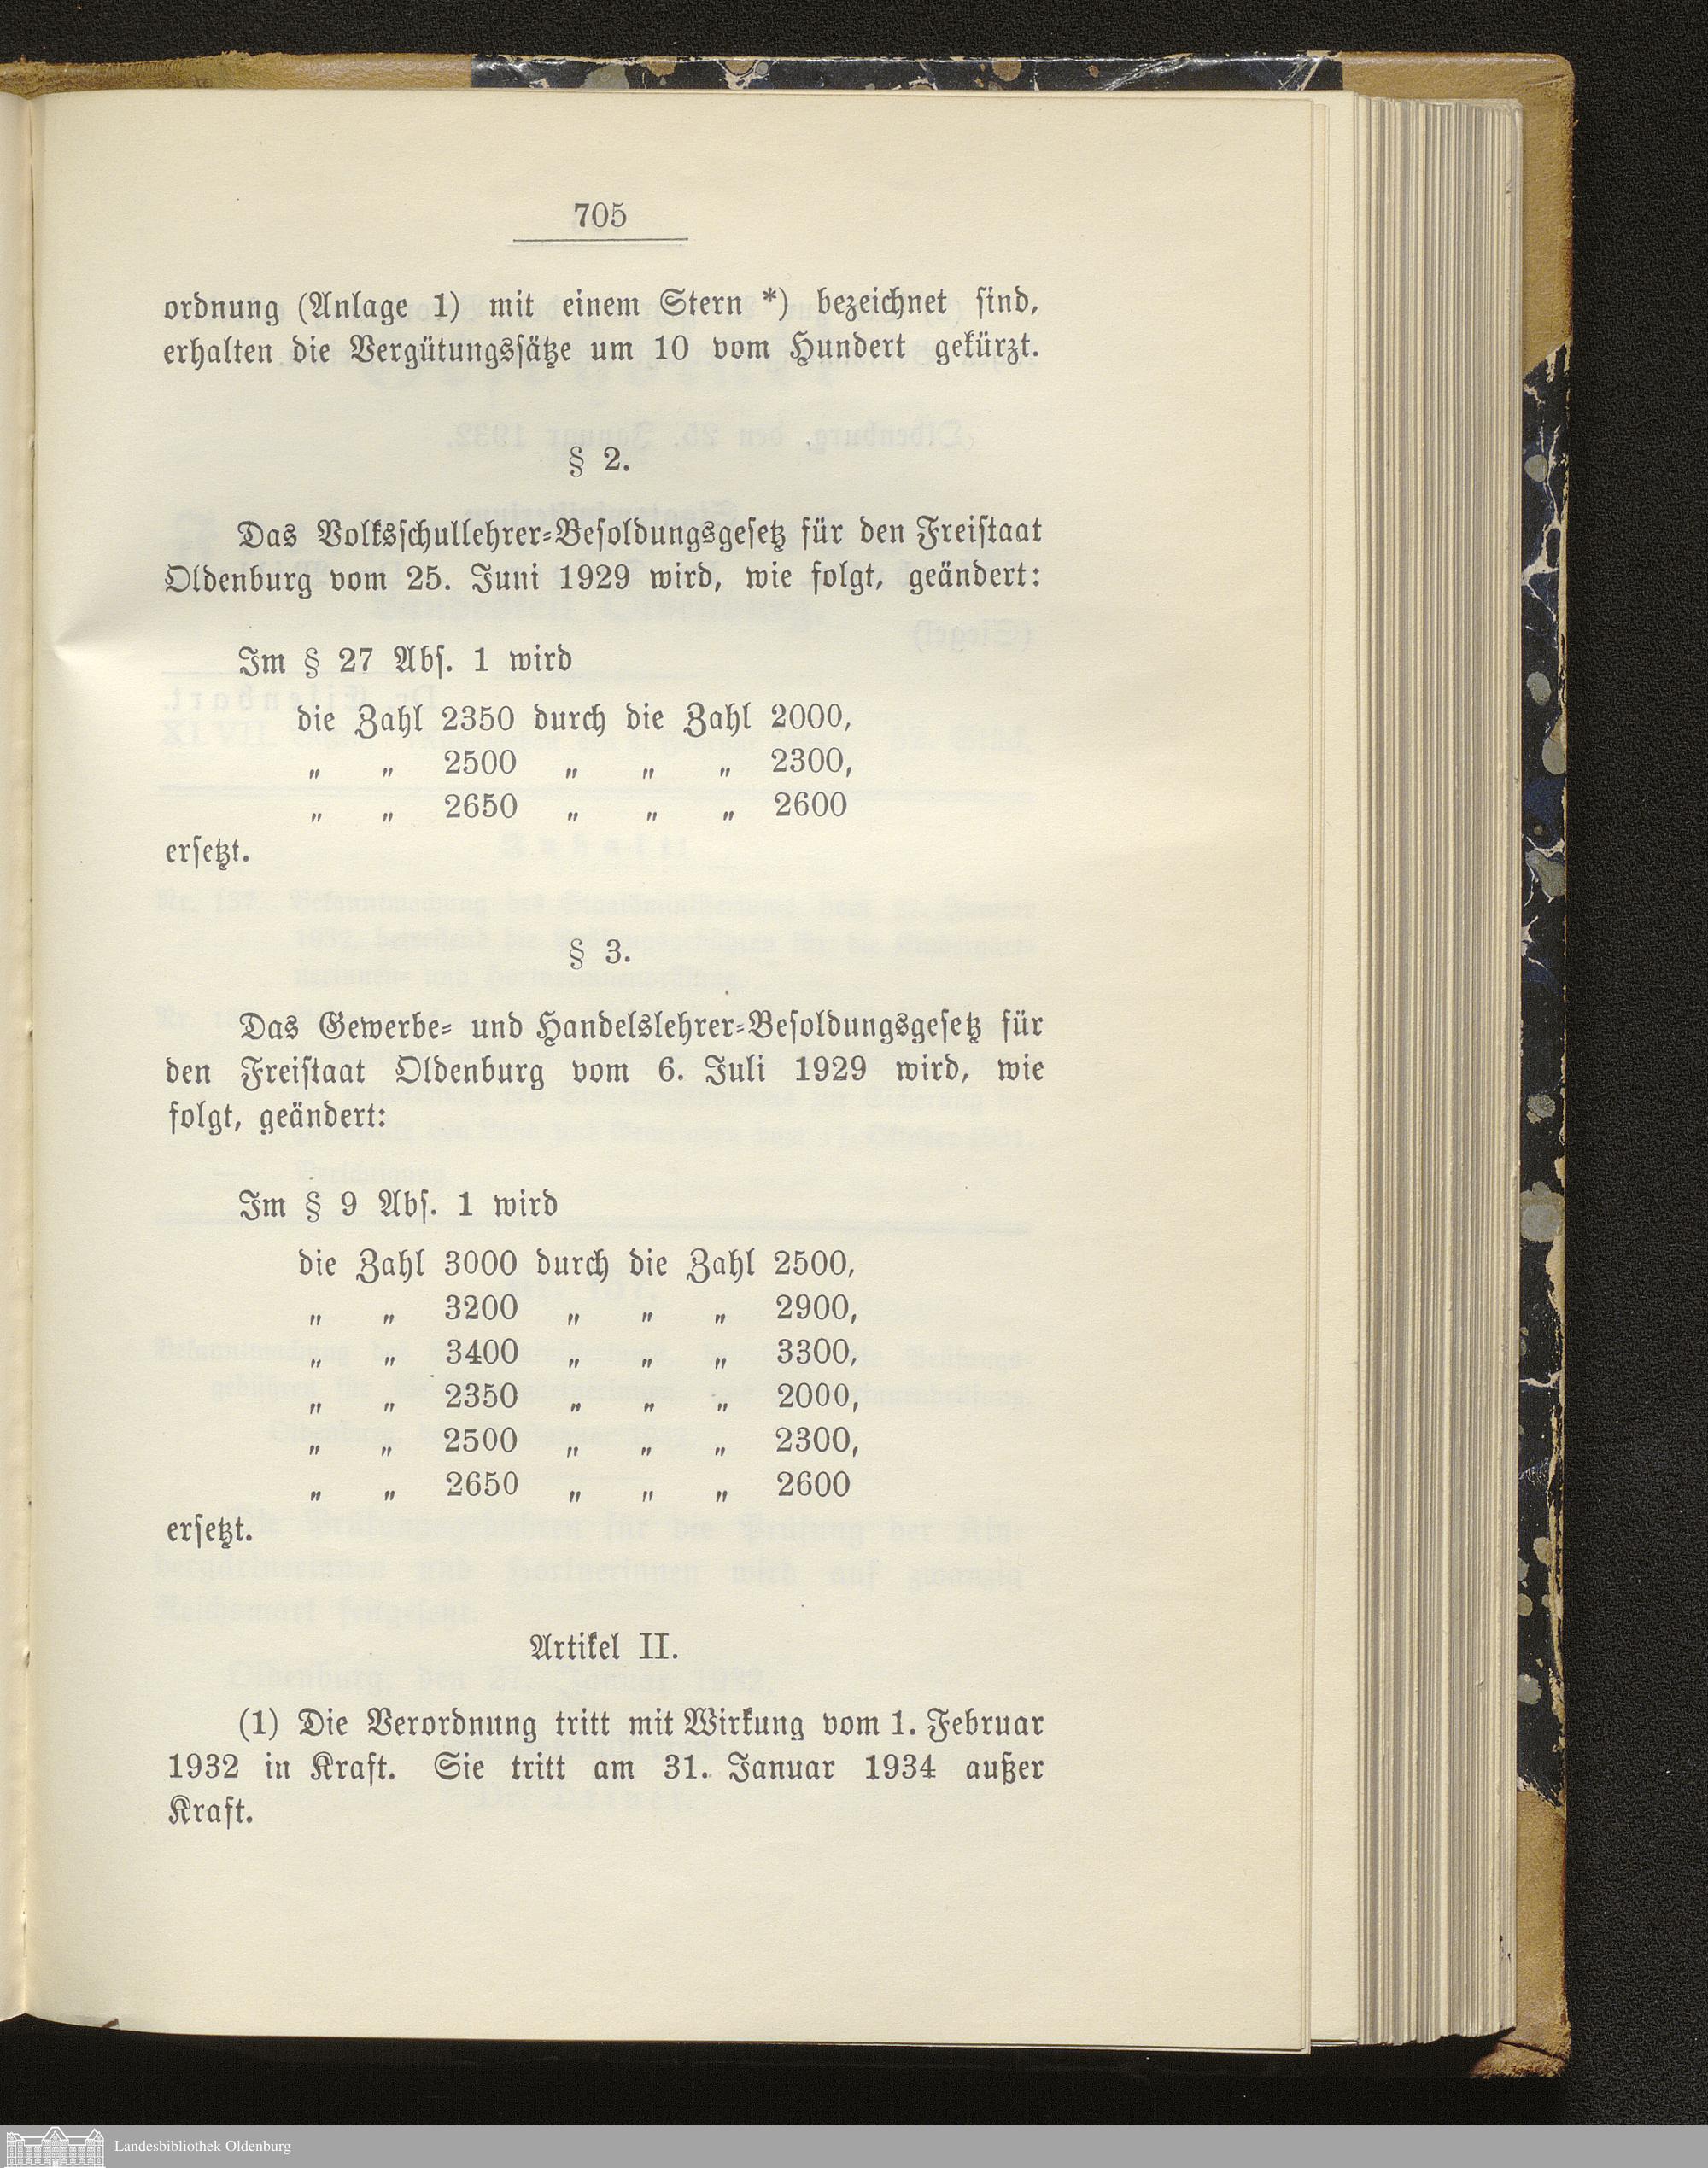 705
ordnung (Anlage 1) mit einem Stern *) bezeichnet sind,
erhalten die Vergütungssätze um 10 vom Hundert gekürzt.
§ 2.
Das Volksschullehrer-Besoldungsgesetz für den Freistaat
Oldenburg vom 25. Juni 1929 wird, wie folgt, geändert:
Im § 27 Abs. 1 wird
die Zahl 2350 durch die Zahl 2000,
„ „ 2500 „ „ „ 2300,
„ „ 2650 „ „ „ 2600
ersetzt.
§ 3.
Das Gewerbe- und Handelslehrer-Besoldungsgesetz für
den Freistaat Oldenburg vom 6. Juli 1929 wird, wie
folgt, geändert:
Im § 9 Abs. 1 wird
die Zahl 3000 durch die Zahl 2500,
„ „ 3200 „ „ „ 2900,
„ „ 3400 „ „ „ 3300,
„ „ 2350 „ „ „ 2000,
„ „ 2500 „ „ „ 2300,
„ „ 2650 „ „ „ 2600
ersetzt.
Artikel II.
(1) Die Verordnung tritt mit Wirkung vom 1. Februar
1932 in Kraft. Sie tritt am 31. Januar 1934 außer
Kraft.
Landesbibliothek Oldenburg